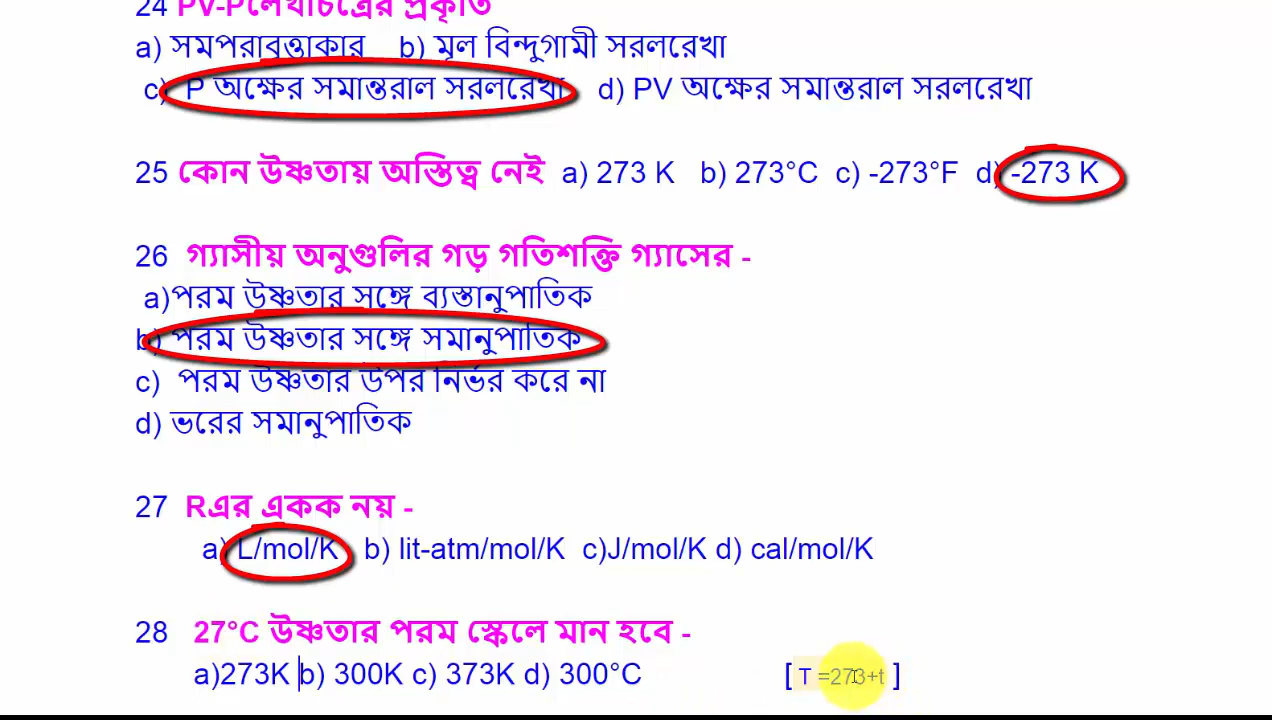 24 PV-Pলেখচিত্রের প্রকৃতি
a) সমপরাবৃত্তাকার b) মূল বিন্দুগামী সরলরেখা
c) P অক্ষের সমান্তরাল সরলরেখা d) PV অক্ষের সমান্তরাল সরলরেখা
25 কোন উষ্ণতায় অস্তিত্ব নেই a) 273 K b) 273°C c) -273°F d) -273 K
26 গ্যাসীয় অনুগুলির গড় গতিশক্তি গ্যাসের -
a)পরম উষ্ণতার সঙ্গে ব্যস্তানুপাতিক
b) পরম উষ্ণতার সঙ্গে সমানুপাতিক
c) পরম উষ্ণতার উপর নির্ভর করে না
d) ভরের সমানুপাতিক
27 Rএর একক নয় -
a) L/mol/K b) lit-atm/mol/K c)J/mol/K d) cal/mol/K
28 27°C উষ্ণতার পরম স্কেলে মান হবে -
a)273K b) 300K c) 373K d) 300°C [ T =273+t ]